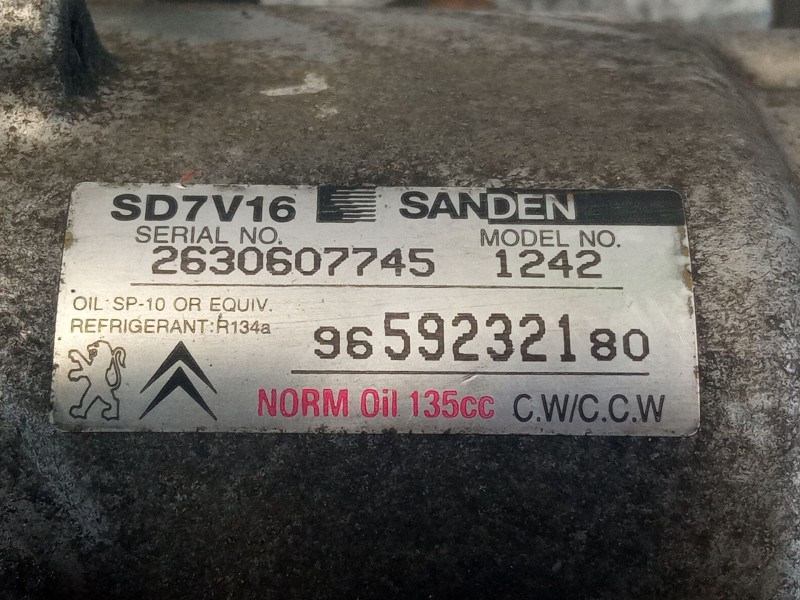 SD7V16 SANDEN
SERIAL NO. MODEL NO.
2630607745 1242
OIL: SP-10 OR EQUIV.
REFRIGERANT: R134a
9659232180
NORM Oil 135cc C.W/C.C.W